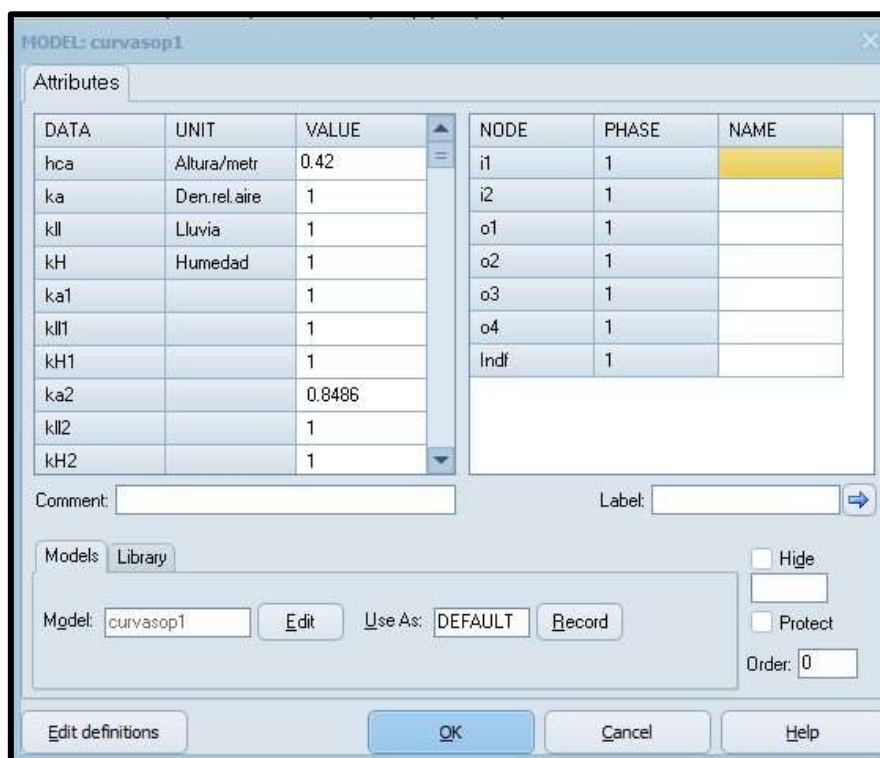 MODEL: curvasop1
Attributes
DATA UNIT VALUE
hca Altura/metr 0.42
ka Den.rel.aire 1
kll Lluvia 1
kH Humedad 1
ka1 1
kll1 1
kH1 1
ka2 0.8486
kll2 1
kH2 1
NODE PHASE NAME
i1 1
i2 1
o1 1
o2 1
o3 1
o4 1
Indf 1
Comment:
Label:
Models Library
Model: curvasop1 Edit Use As: DEFAULT Record
Hide
Protect
Order: 0
Edit definitions OK Cancel Help